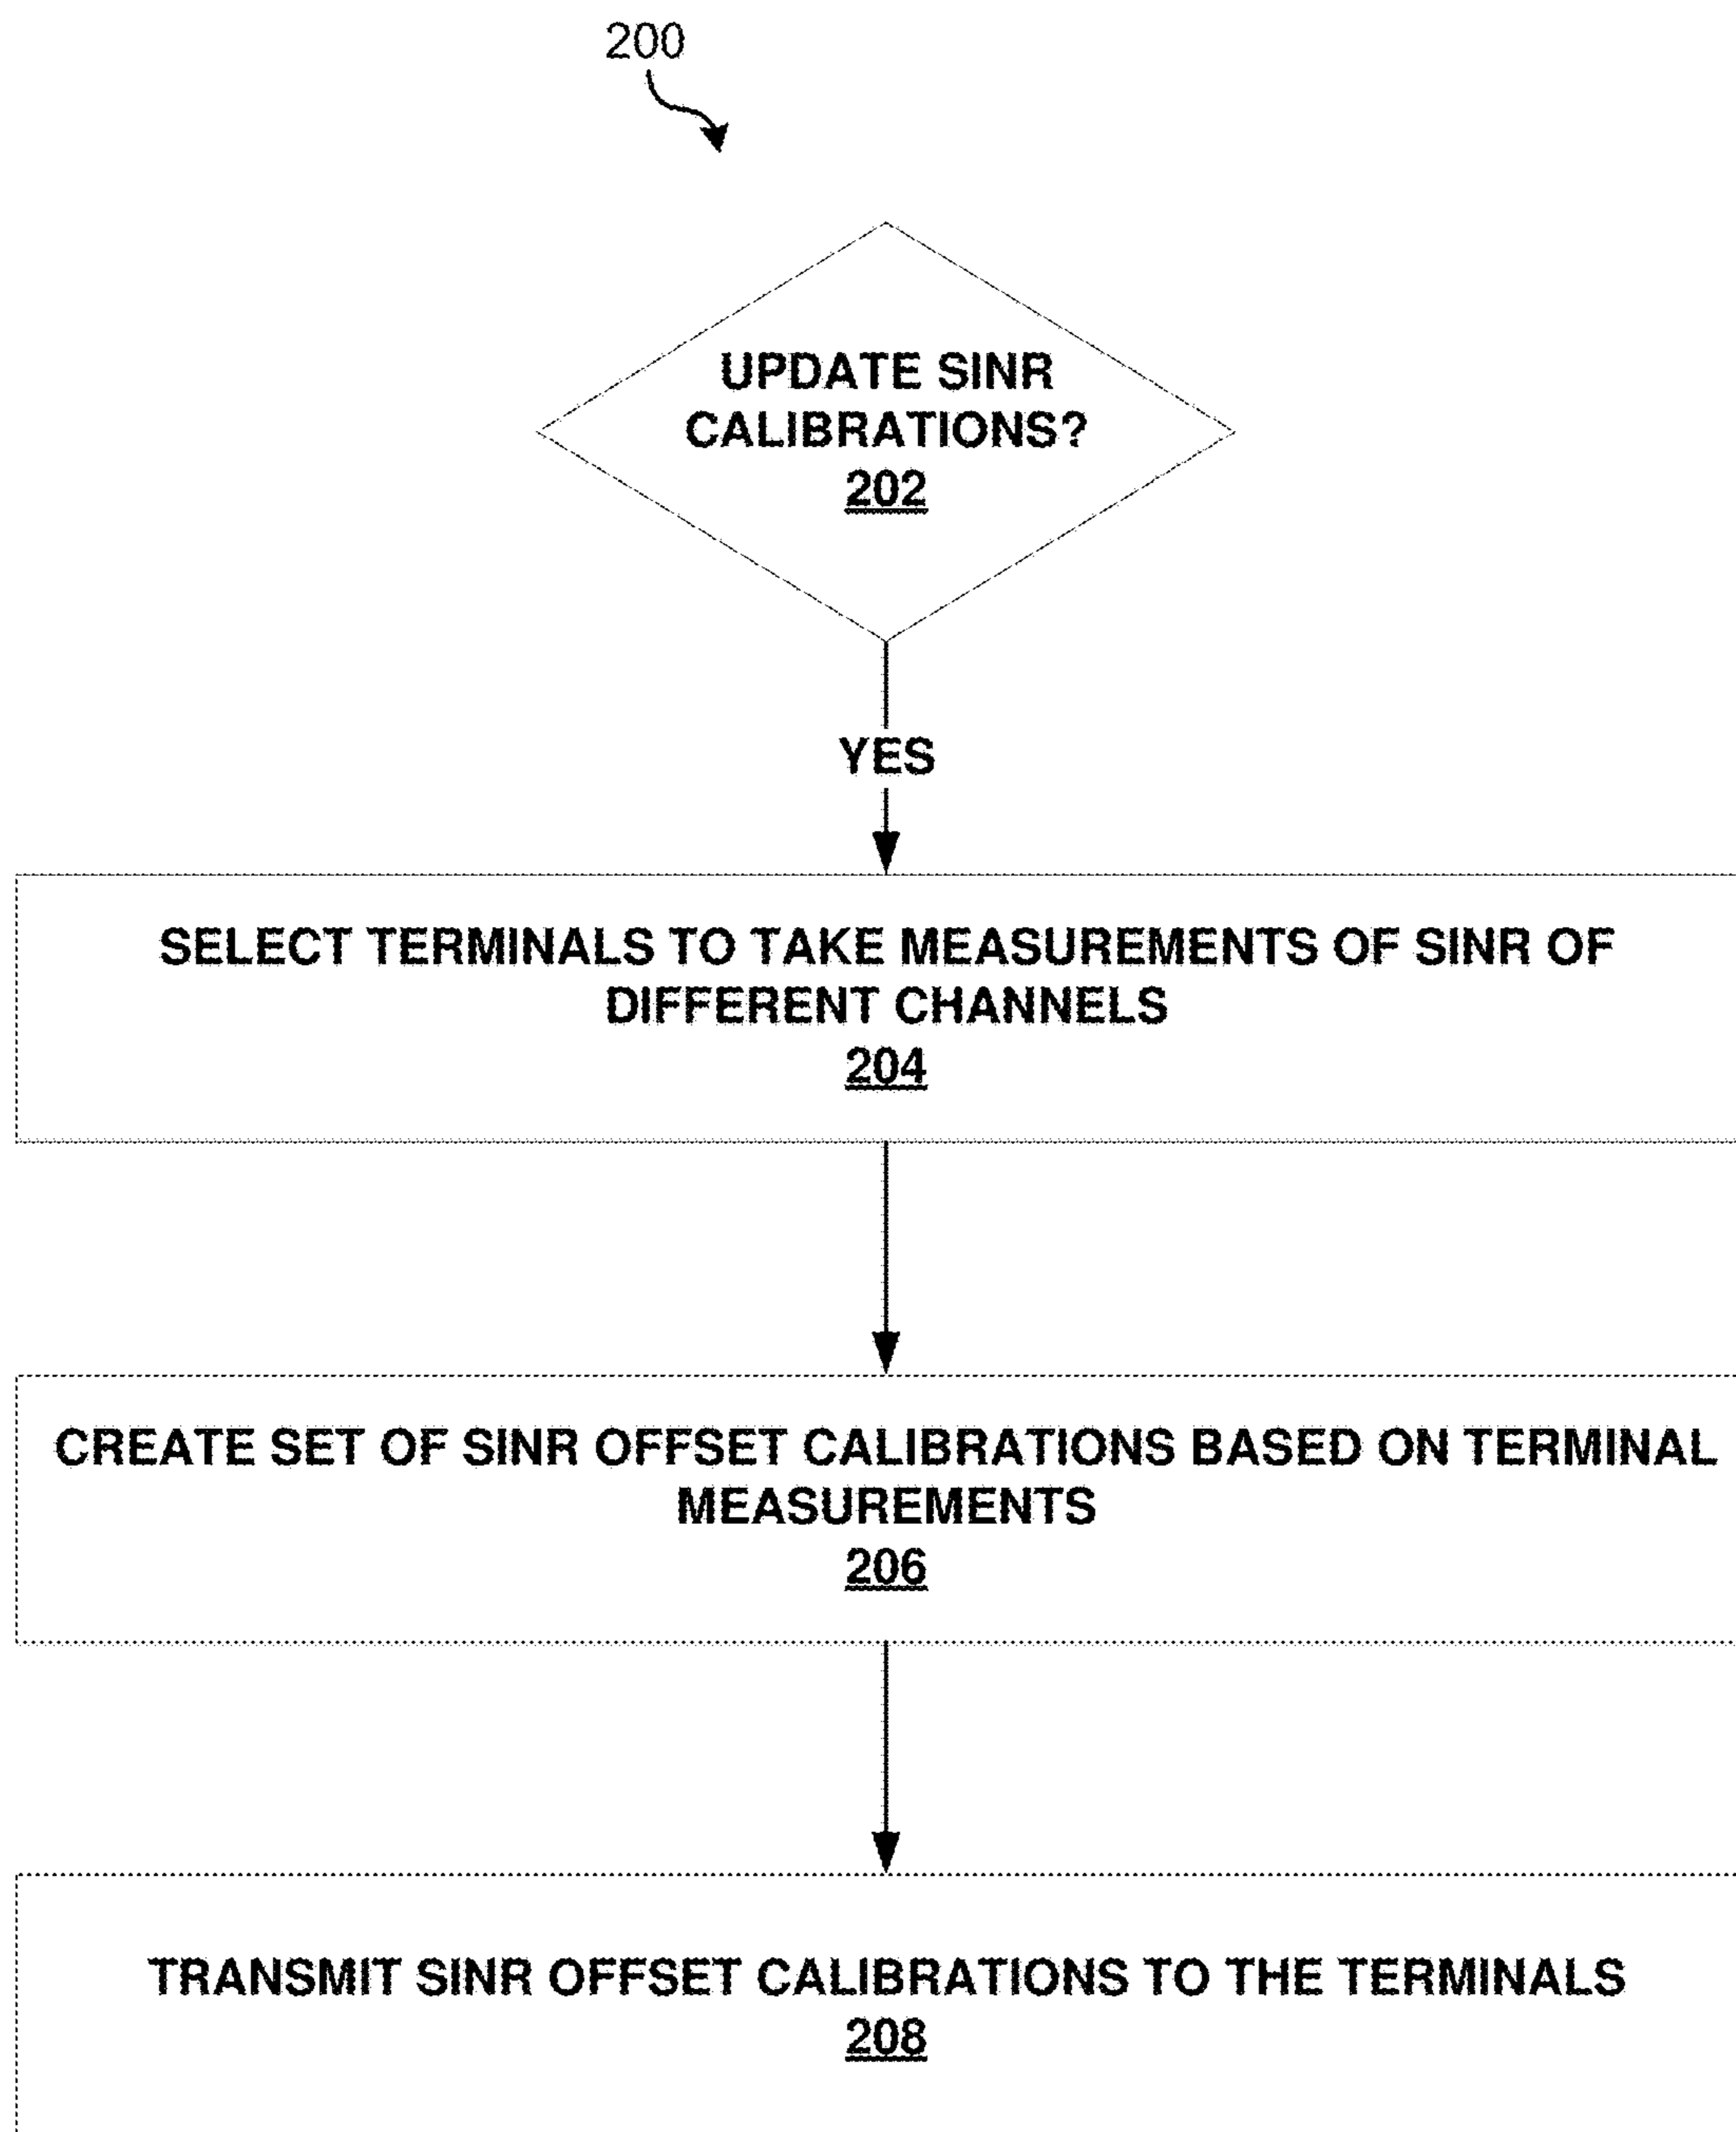 200
UPDATE SINR
CALIBRATIONS?
202
YES
SELECT TERMINALS TO TAKE MEASUREMENTS OF SINR OF
DIFFERENT CHANNELS
204
CREATE SET OF SINR OFFSET CALIBRATIONS BASED ON TERMINAL
MEASUREMENTS
206
TRANSMIT SINR OFFSET CALIBRATIONS TO THE TERMINALS
208